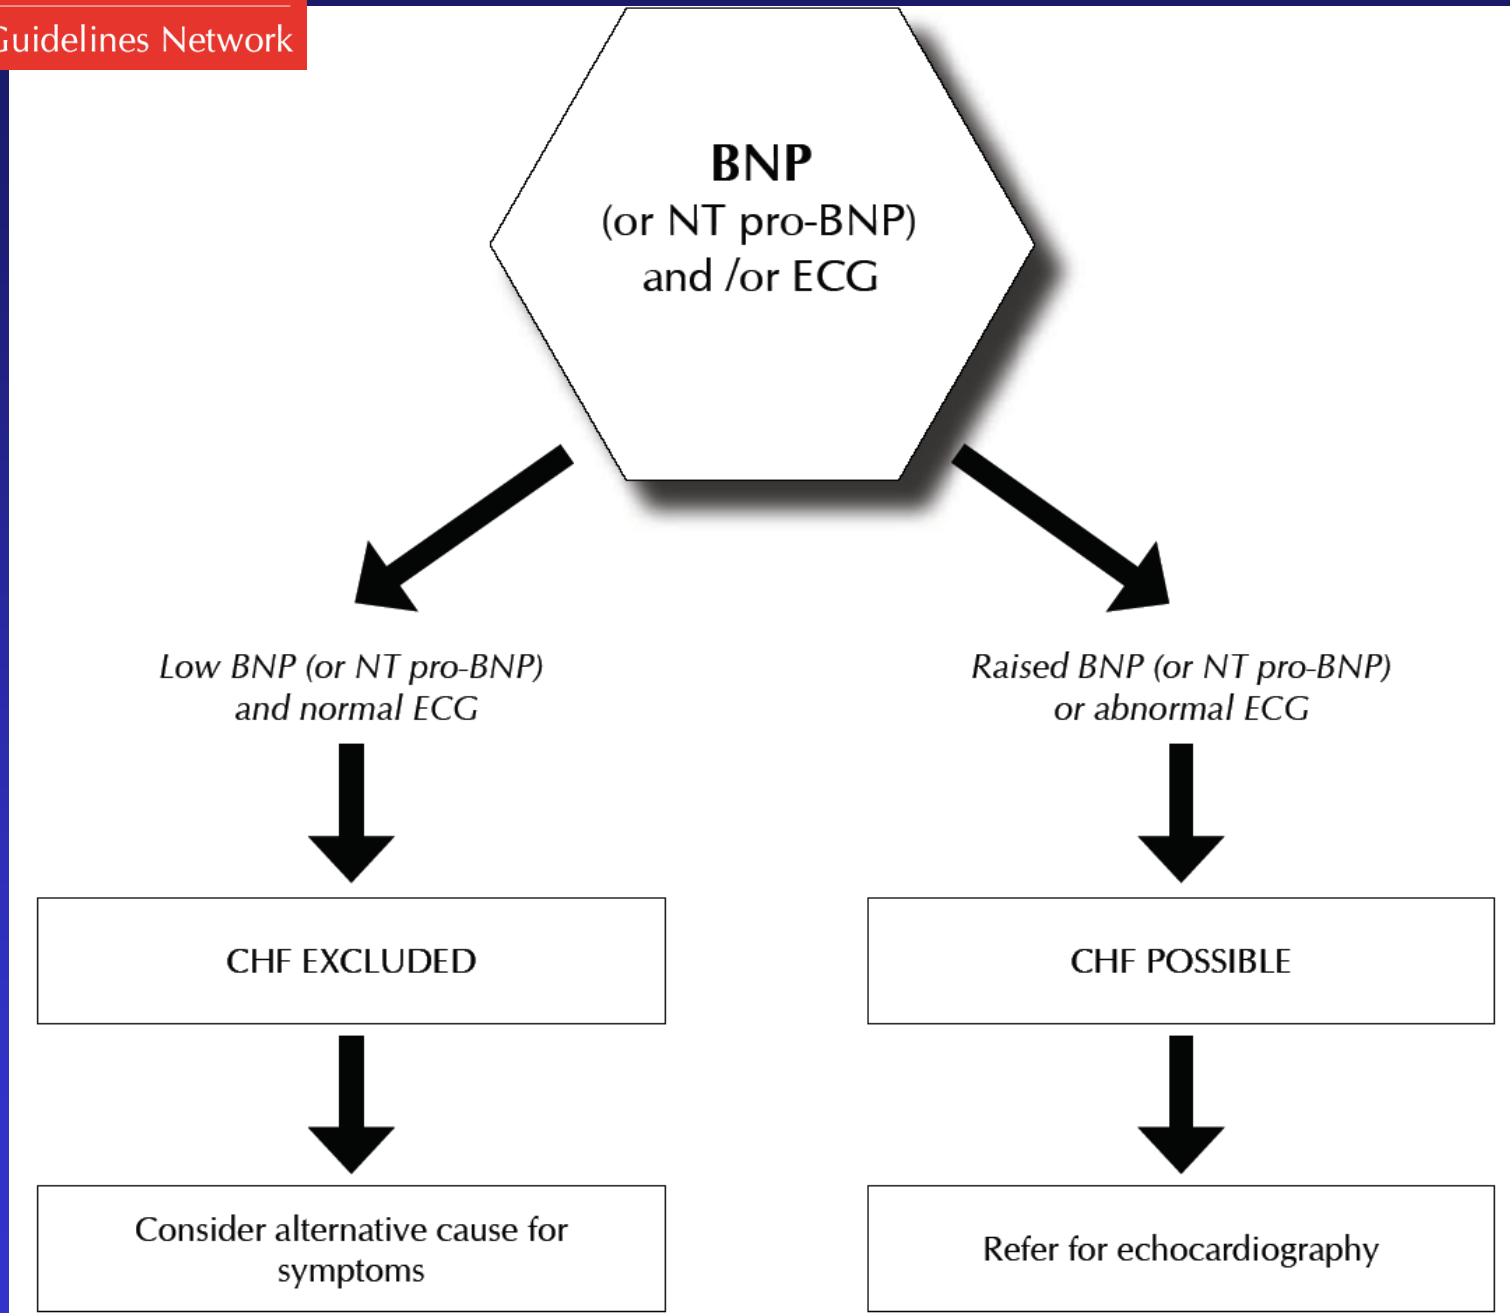 Guidelines Network
BNP
(or NT pro-BNP)
and /or ECG
Low BNP (or NT pro-BNP)
and normal ECG
Raised BNP (or NT pro-BNP)
or abnormal ECG
CHF EXCLUDED
CHF POSSIBLE
Consider alternative cause for
symptoms
Refer for echocardiography